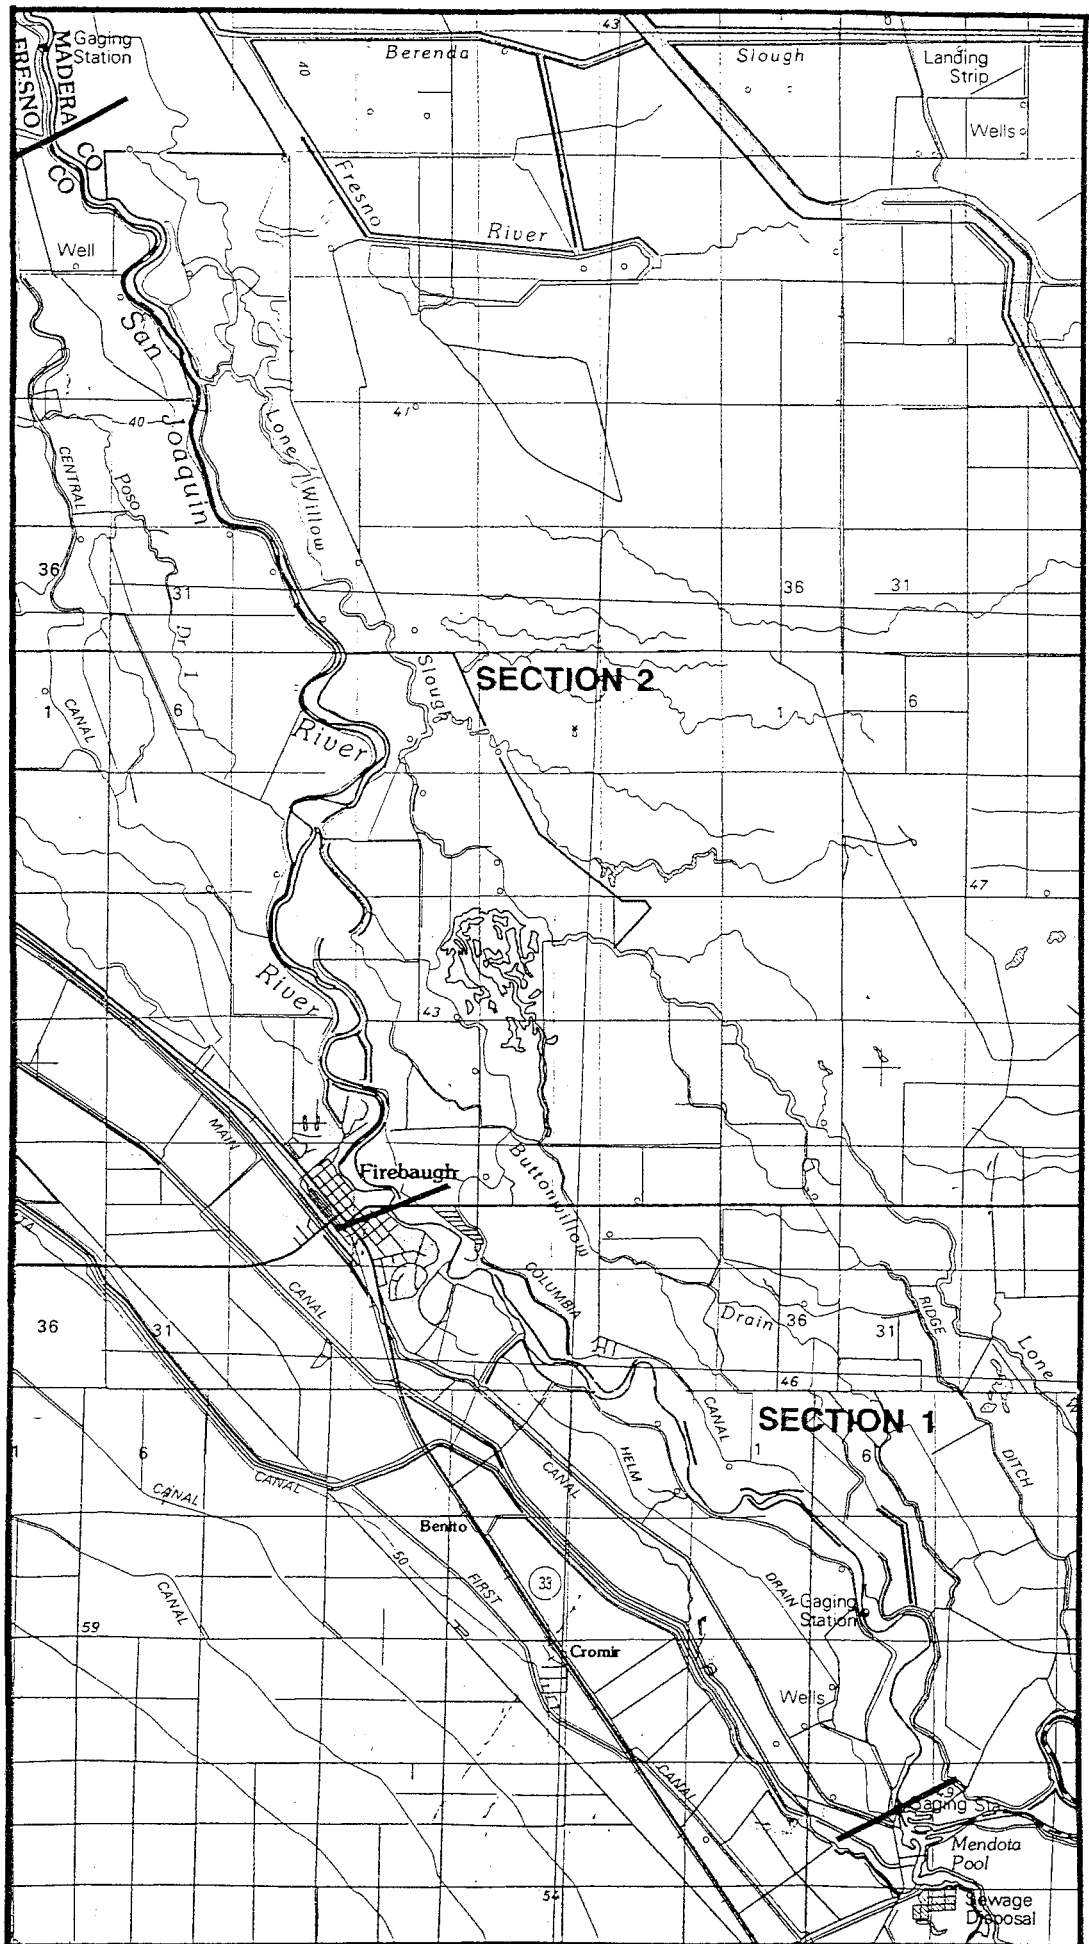 43
Gaging
Station
MADERA
FRESNO
CO
CO
40
Berenda
Slough
Landing
Strip
Wells
Fresno
River
Well
San
Joaquin
40
41
Lone
Willow
CENTRAL
Poso
36
31
36
31
Dr
1
Slough
SECTION 2
1
CANAL
6
1
6
River
47
River
43
MAIN
Firebaugh
Buttonwillow
COLUMBIA
CANAL
RIDGE
Drain
36
31
36
31
Lone
46
SECTION 1
CANAL
1
6
1
6
CANAL
CANAL
HELM
CANAL
DITCH
Benito
50
FIRST
33
DRAIN
Gaging
Station
CANAL
59
Cromir
Wells
CANAL
49
Gaging Sta
Mendota
Pool
54
Sewage
Disposal